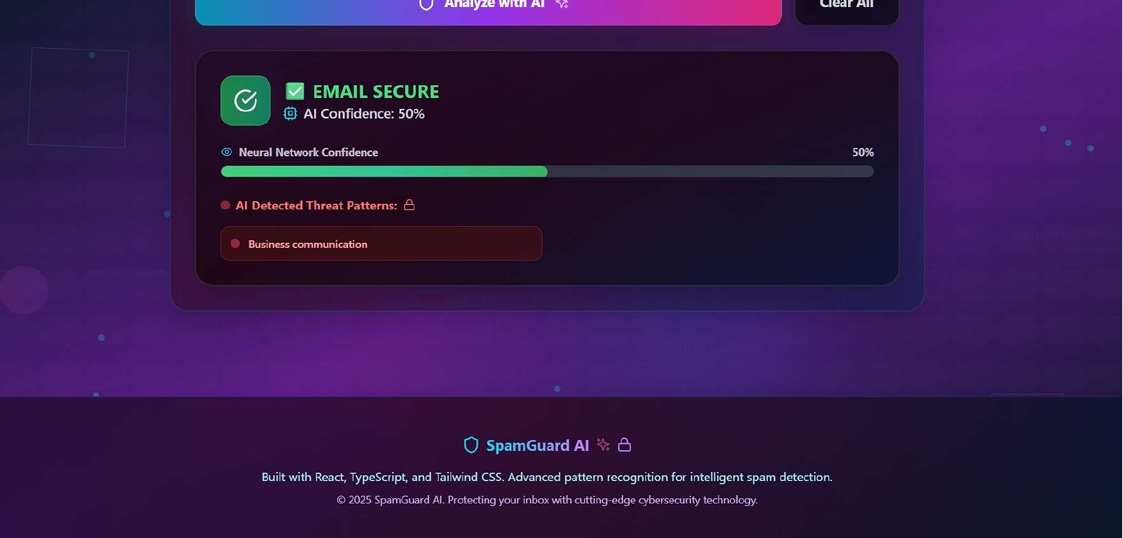 Analyze with AI
Clear All
✅ EMAIL SECURE
AI Confidence: 50%
Neural Network Confidence 50%
AI Detected Threat Patterns:
Business communication
SpamGuard AI
Built with React, TypeScript, and Tailwind CSS. Advanced pattern recognition for intelligent spam detection.
© 2025 SpamGuard AI. Protecting your inbox with cutting-edge cybersecurity technology.